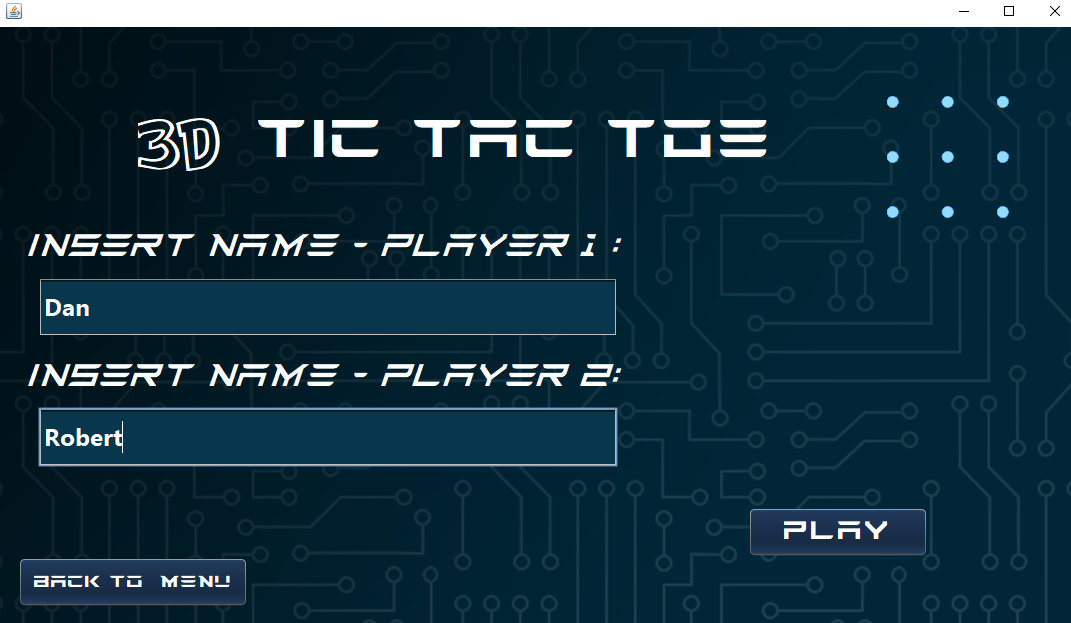 3D TIC TAC TOE
INSERT NAME - PLAYER 1 :
Dan
INSERT NAME - PLAYER 2:
Robert
PLAY
BACK TO MENU